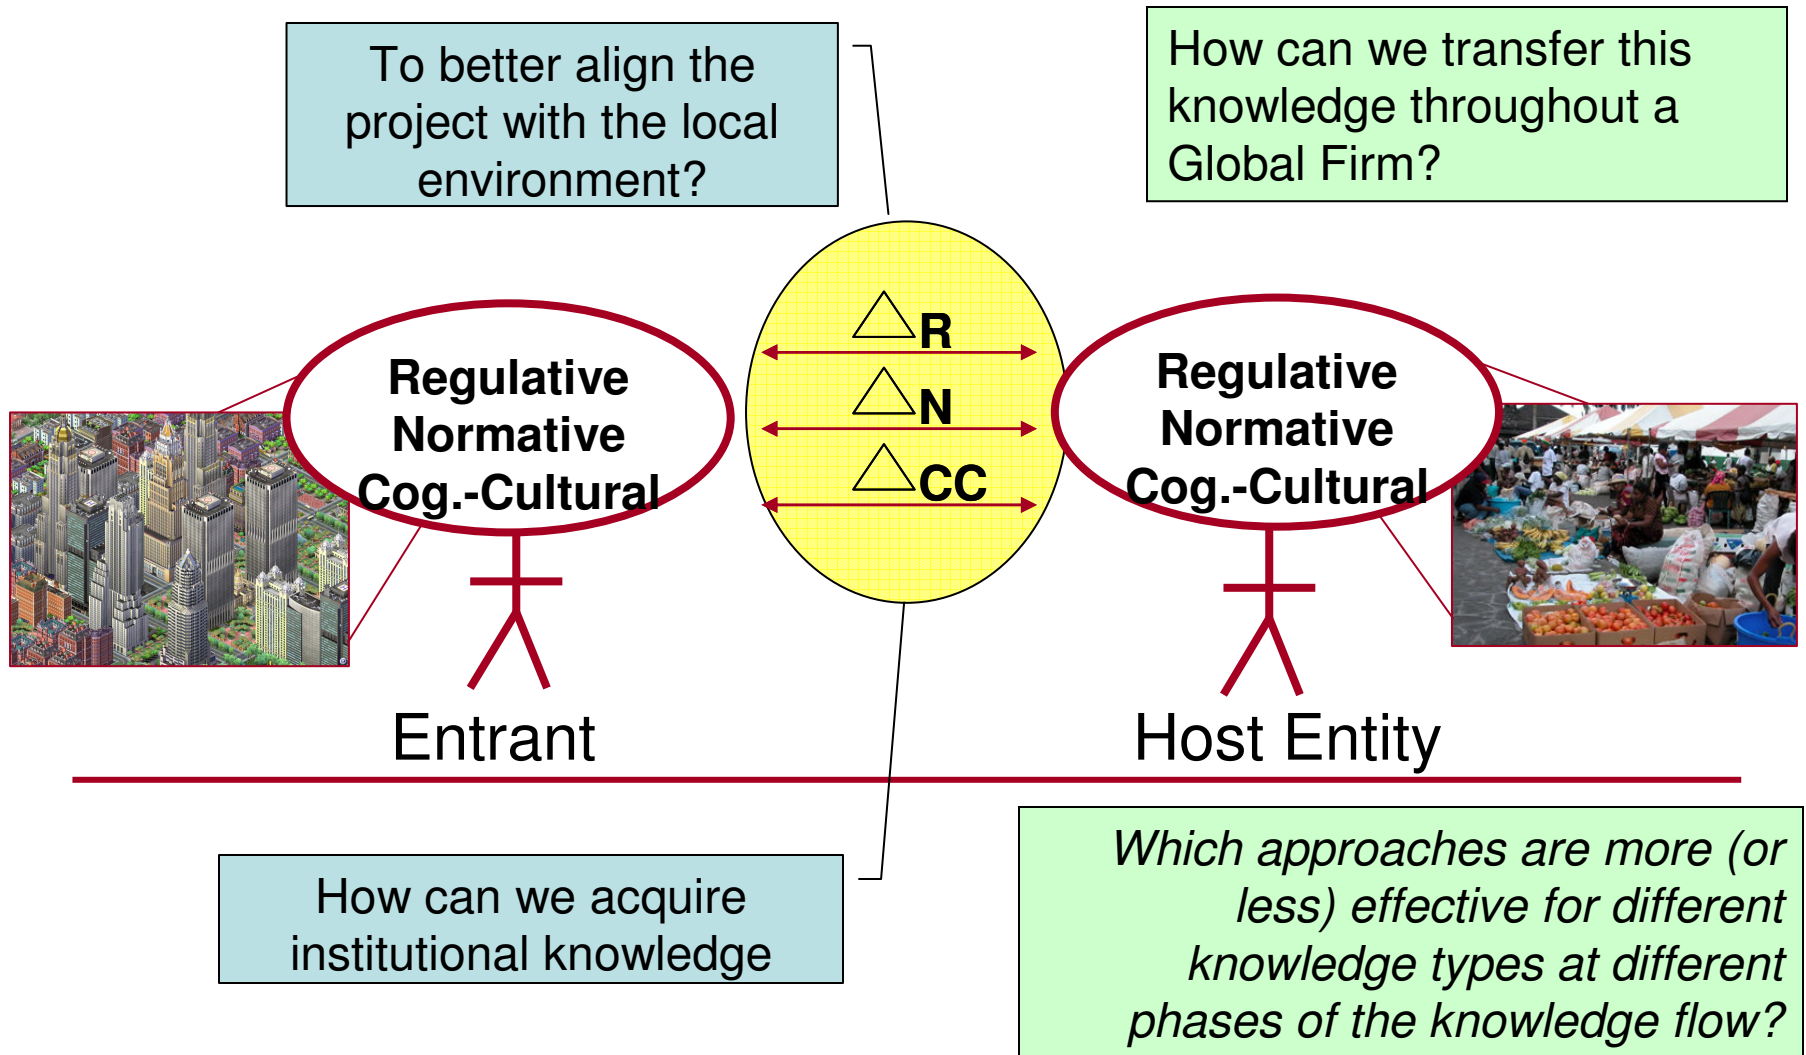 To better align the
project with the local
environment?
How can we transfer this
knowledge throughout a
Global Firm?
Regulative
Normative
Cog.-Cultural
△R
△N
△CC
Regulative
Normative
Cog.-Cultural
Entrant
Host Entity
How can we acquire
institutional knowledge
Which approaches are more (or
less) effective for different
knowledge types at different
phases of the knowledge flow?